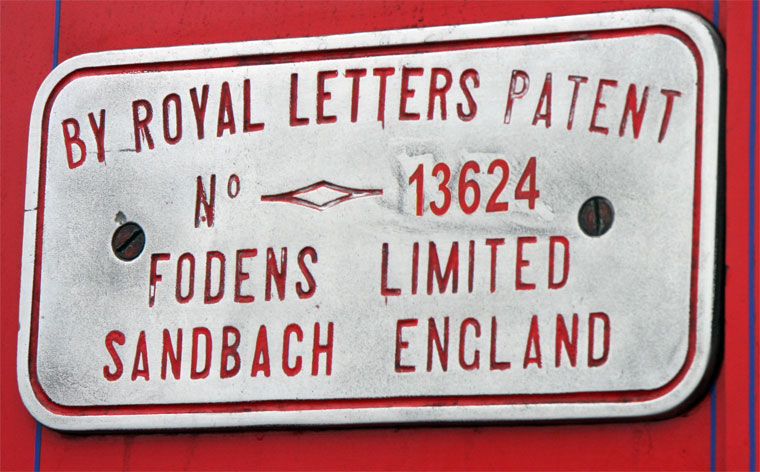 BY ROYAL LETTERS PATENT
Nº 13624
FODENS LIMITED
SANDBACH ENGLAND